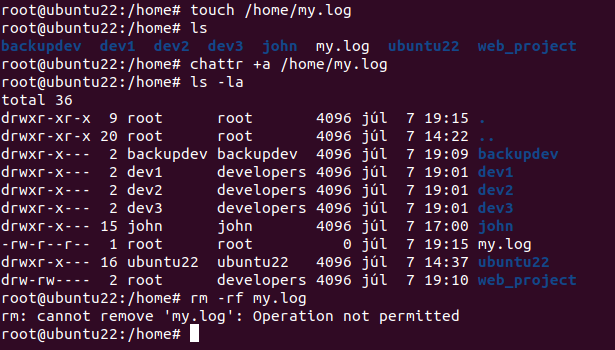 root@ubuntu22:/home# touch /home/my.log
root@ubuntu22:/home# ls
backupdev  dev1  dev2  dev3  john  my.log  ubuntu22  web_project
root@ubuntu22:/home# chattr +a /home/my.log
root@ubuntu22:/home# ls -la
total 36
drwxr-xr-x  9 root      root       4096 júl  7 19:15 .
drwxr-xr-x 20 root      root       4096 júl  7 14:22 ..
drwxr-x---  2 backupdev backupdev  4096 júl  7 19:09 backupdev
drwxr-x---  2 dev1      developers 4096 júl  7 19:01 dev1
drwxr-x---  2 dev2      developers 4096 júl  7 19:01 dev2
drwxr-x---  2 dev3      developers 4096 júl  7 19:01 dev3
drwxr-x--- 15 john      john       4096 júl  7 17:00 john
-rw-r--r--  1 root      root          0 júl  7 19:15 my.log
drwxr-x--- 16 ubuntu22  ubuntu22   4096 júl  7 14:37 ubuntu22
drw-rw----  2 root      developers 4096 júl  7 19:10 web_project
root@ubuntu22:/home# rm -rf my.log
rm: cannot remove 'my.log': Operation not permitted
root@ubuntu22:/home#